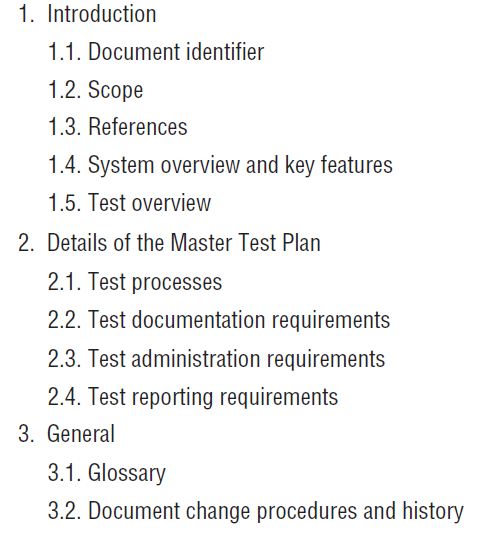 1. Introduction
1.1. Document identifier
1.2. Scope
1.3. References
1.4. System overview and key features
1.5. Test overview
2. Details of the Master Test Plan
2.1. Test processes
2.2. Test documentation requirements
2.3. Test administration requirements
2.4. Test reporting requirements
3. General
3.1. Glossary
3.2. Document change procedures and history